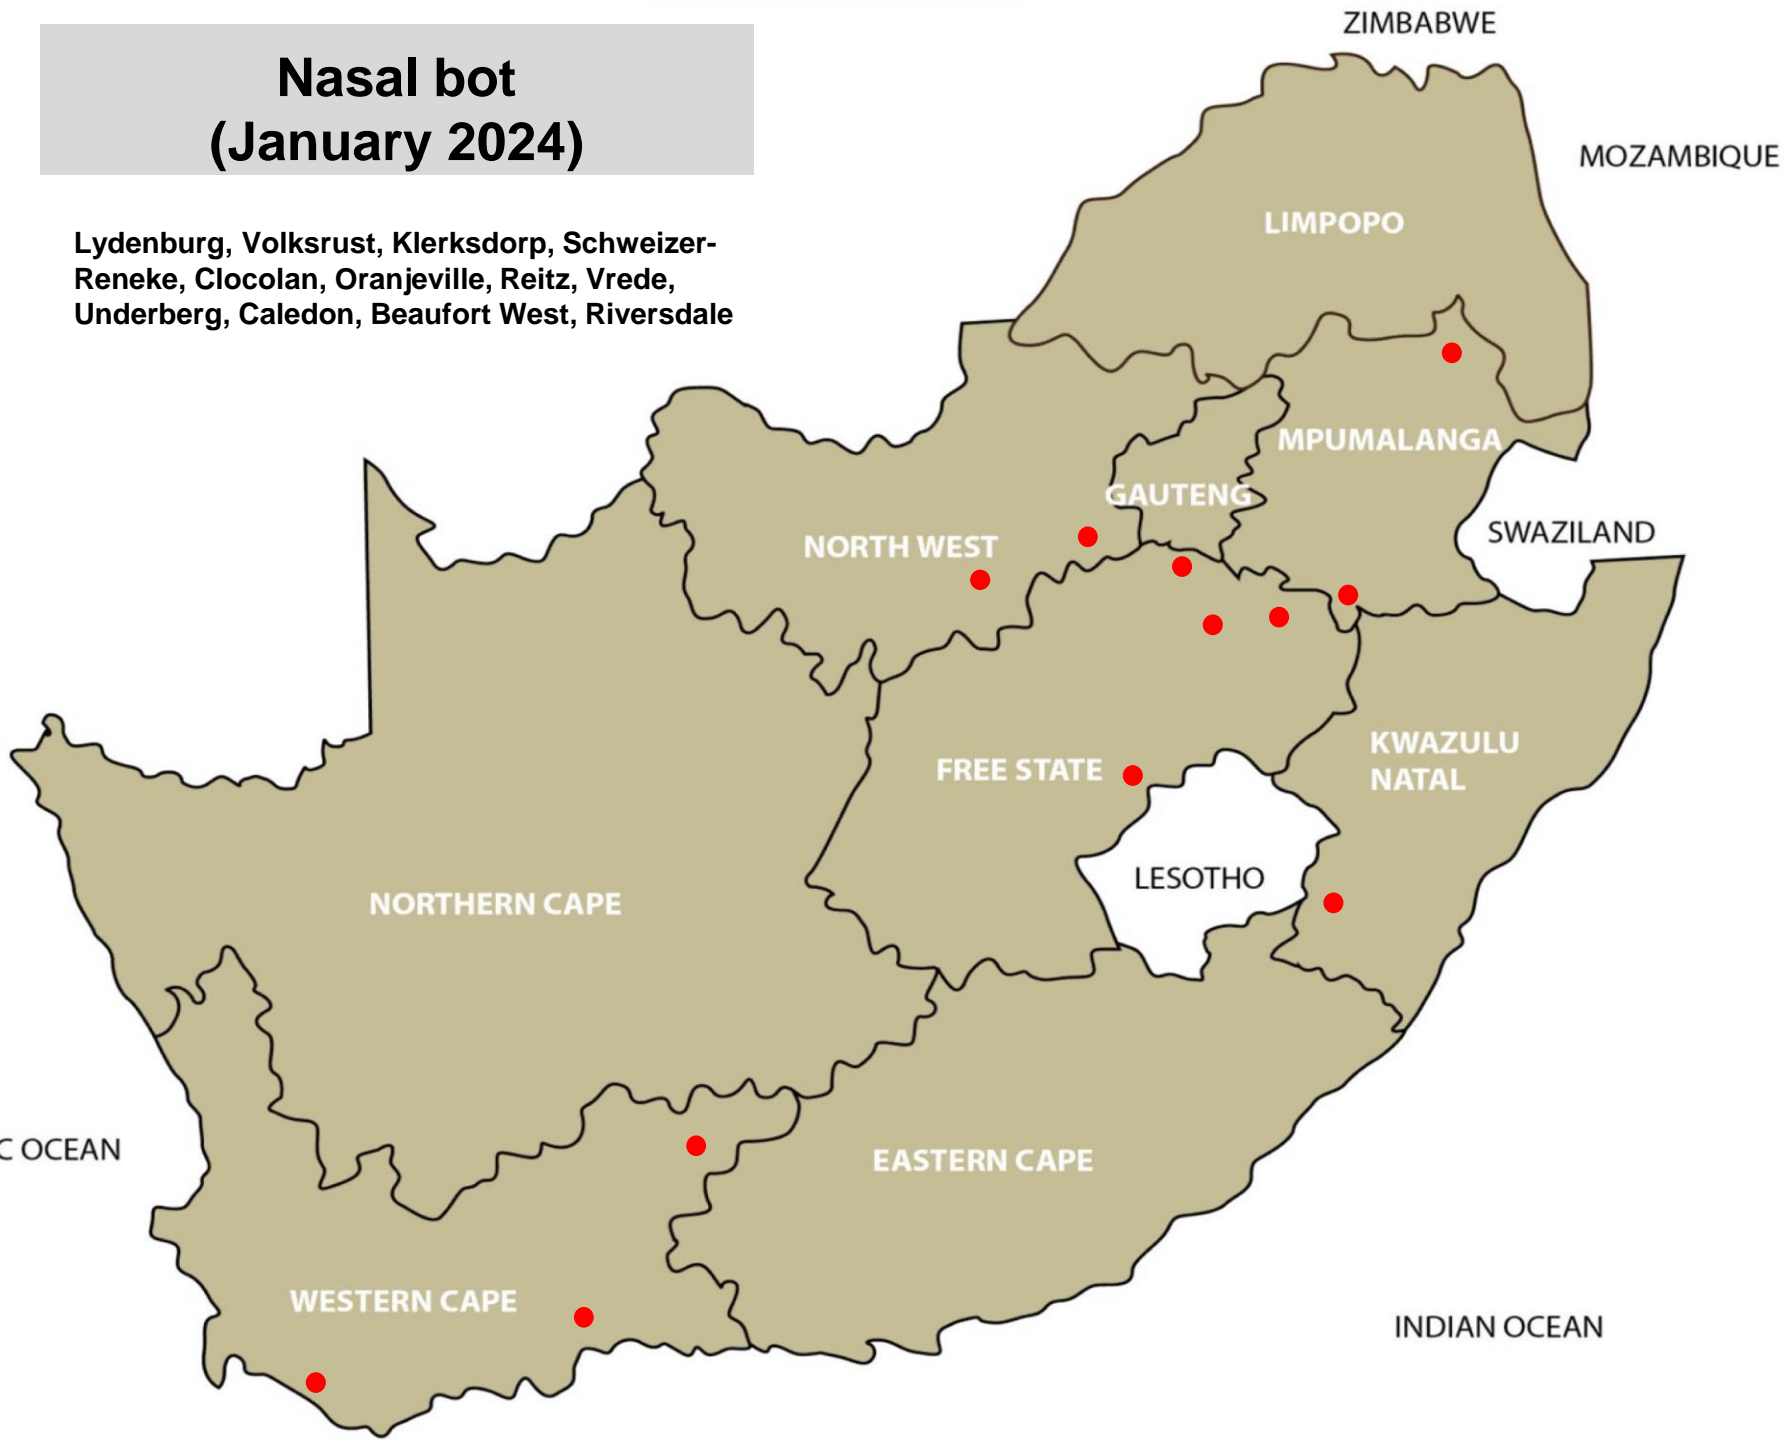 Nasal bot
(January 2024)
Lydenburg, Volksrust, Klerksdorp, Schweizer-
Reneke, Clocolan, Oranjeville, Reitz, Vrede,
Underberg, Caledon, Beaufort West, Riversdale
ZIMBABWE
MOZAMBIQUE
LIMPOPO
MPUMALANGA
GAUTENG
SWAZILAND
NORTH WEST
KWAZULU
NATAL
FREE STATE
LESOTHO
NORTHERN CAPE
C OCEAN
EASTERN CAPE
WESTERN CAPE
INDIAN OCEAN